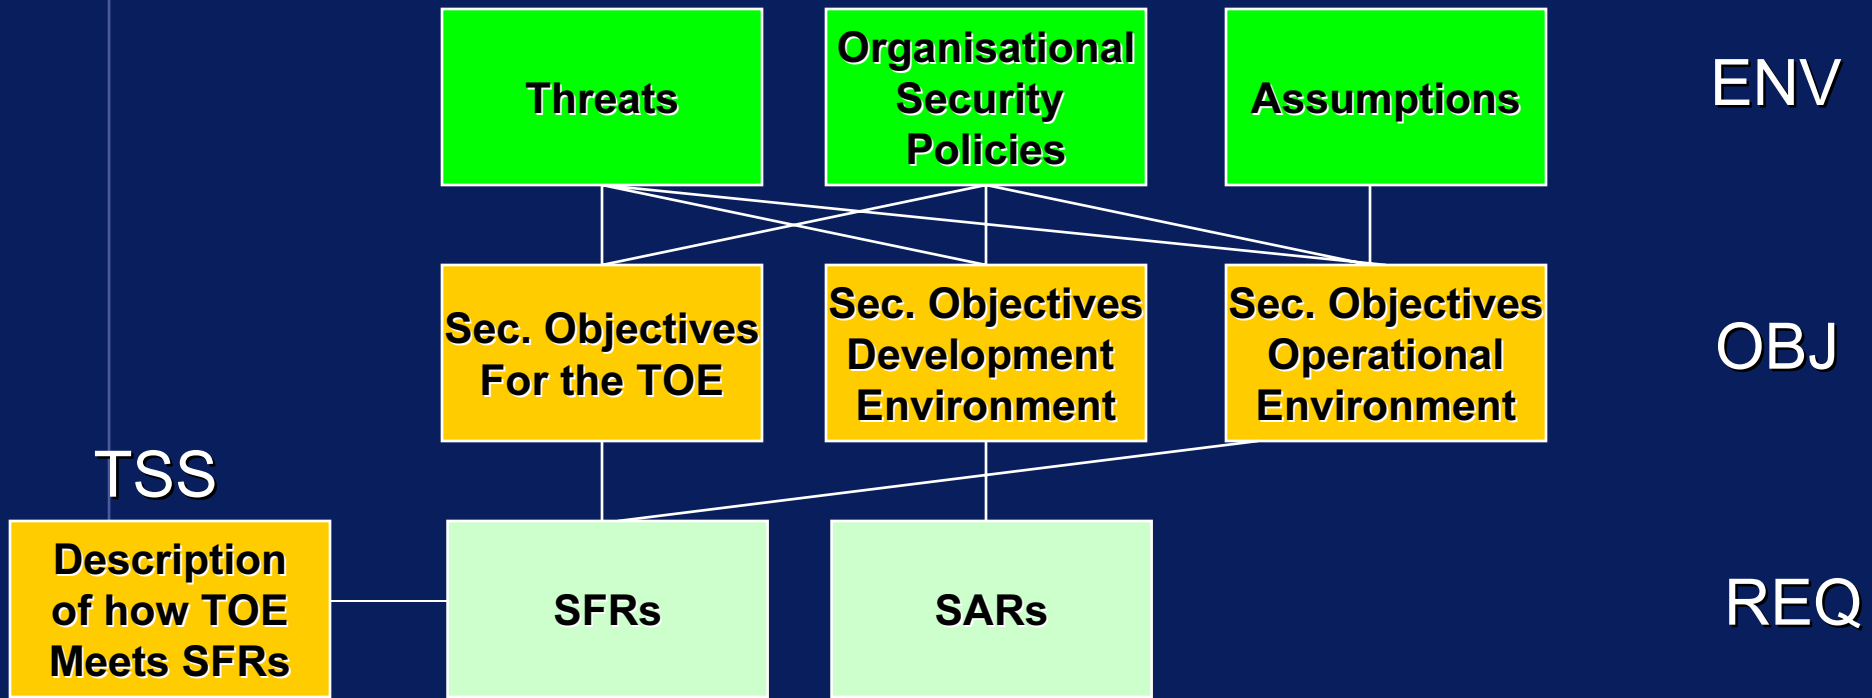 Threats
Organisational
Security
Policies
Assumptions
ENV
Sec. Objectives
For the TOE
Sec. Objectives
Development
Environment
Sec. Objectives
Operational
Environment
OBJ
TSS
Description
of how TOE
Meets SFRs
SFRs
SARs
REQ